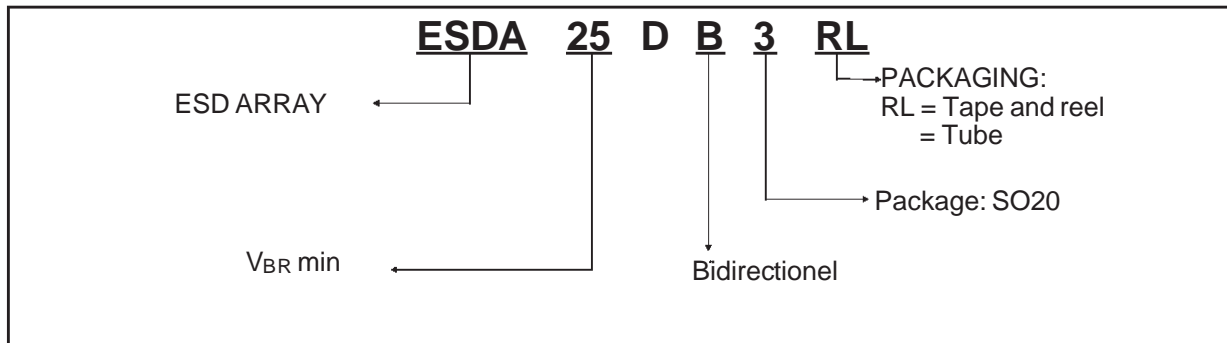 ESDA 25 D B 3 RL
PACKAGING:
RL = Tape and reel
= Tube
ESD ARRAY
Package: SO20
VBR min
Bidirectionel